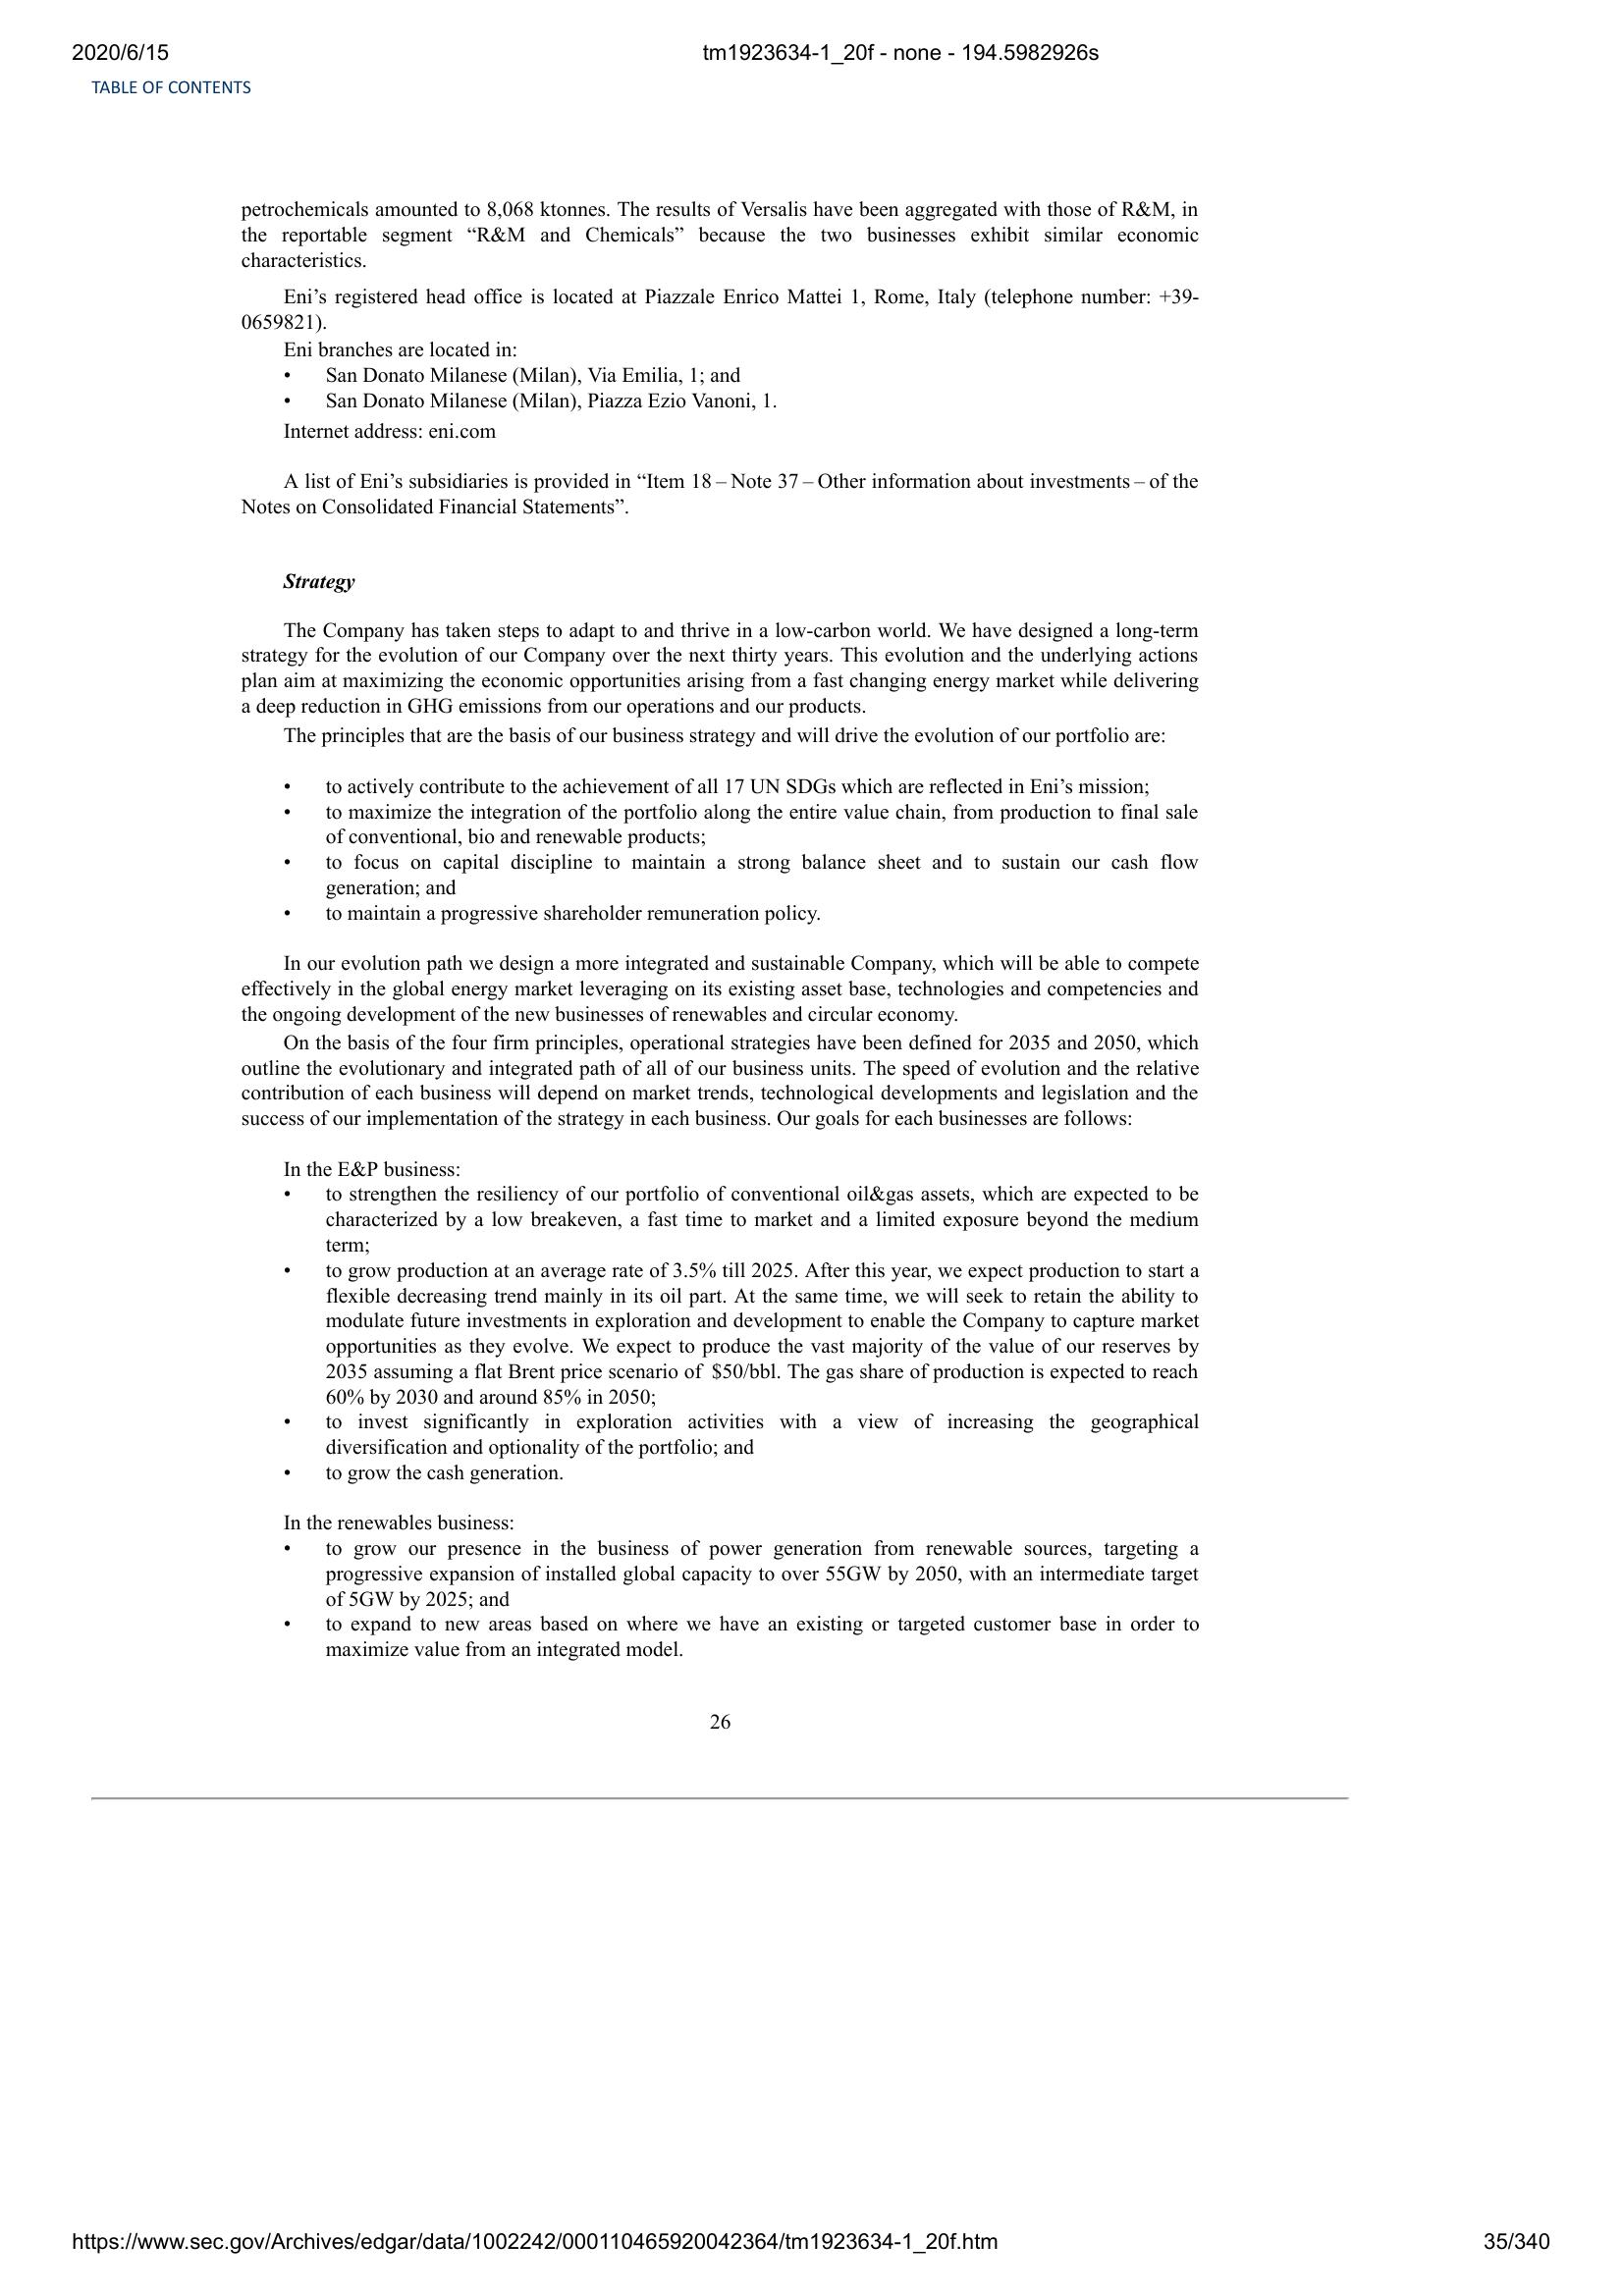 2020/6/15
tm1923634-1_20f - none - 194.5982926s
TABLE OF CONTENTS
petrochemicals amounted to 8,068 ktonnes. The results of Versalis have been aggregated with those of R&M, in
the reportable segment “R&M and Chemicals” because the two businesses exhibit similar economic
characteristics.
Eni’s registered head office is located at Piazzale Enrico Mattei 1, Rome, Italy (telephone number: +39-
0659821).
Eni branches are located in:
• San Donato Milanese (Milan), Via Emilia, 1; and
• San Donato Milanese (Milan), Piazza Ezio Vanoni, 1.
Internet address: eni.com
A list of Eni’s subsidiaries is provided in “Item 18 – Note 37 – Other information about investments – of the
Notes on Consolidated Financial Statements”.
Strategy
The Company has taken steps to adapt to and thrive in a low-carbon world. We have designed a long-term
strategy for the evolution of our Company over the next thirty years. This evolution and the underlying actions
plan aim at maximizing the economic opportunities arising from a fast changing energy market while delivering
a deep reduction in GHG emissions from our operations and our products.
The principles that are the basis of our business strategy and will drive the evolution of our portfolio are:
• to actively contribute to the achievement of all 17 UN SDGs which are reflected in Eni’s mission;
• to maximize the integration of the portfolio along the entire value chain, from production to final sale
of conventional, bio and renewable products;
• to focus on capital discipline to maintain a strong balance sheet and to sustain our cash flow
generation; and
• to maintain a progressive shareholder remuneration policy.
In our evolution path we design a more integrated and sustainable Company, which will be able to compete
effectively in the global energy market leveraging on its existing asset base, technologies and competencies and
the ongoing development of the new businesses of renewables and circular economy.
On the basis of the four firm principles, operational strategies have been defined for 2035 and 2050, which
outline the evolutionary and integrated path of all of our business units. The speed of evolution and the relative
contribution of each business will depend on market trends, technological developments and legislation and the
success of our implementation of the strategy in each business. Our goals for each businesses are follows:
In the E&P business:
• to strengthen the resiliency of our portfolio of conventional oil&gas assets, which are expected to be
characterized by a low breakeven, a fast time to market and a limited exposure beyond the medium
term;
• to grow production at an average rate of 3.5% till 2025. After this year, we expect production to start a
flexible decreasing trend mainly in its oil part. At the same time, we will seek to retain the ability to
modulate future investments in exploration and development to enable the Company to capture market
opportunities as they evolve. We expect to produce the vast majority of the value of our reserves by
2035 assuming a flat Brent price scenario of $50/bbl. The gas share of production is expected to reach
60% by 2030 and around 85% in 2050;
• to invest significantly in exploration activities with a view of increasing the geographical
diversification and optionality of the portfolio; and
• to grow the cash generation.
In the renewables business:
• to grow our presence in the business of power generation from renewable sources, targeting a
progressive expansion of installed global capacity to over 55GW by 2050, with an intermediate target
of 5GW by 2025; and
• to expand to new areas based on where we have an existing or targeted customer base in order to
maximize value from an integrated model.
26
https://www.sec.gov/Archives/edgar/data/1002242/000110465920042364/tm1923634-1_20f.htm
35/340